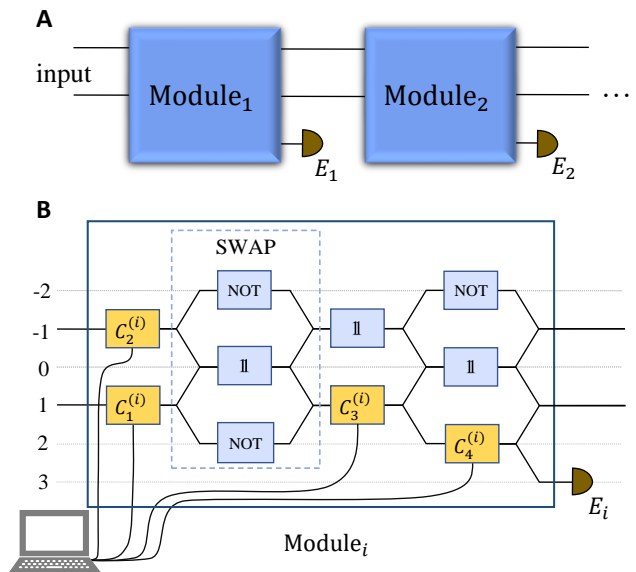 A
input
Module₁
Module₂
...
E₁
E₂
B
SWAP
-2
NOT
NOT
-1
C₂⁽ⁱ⁾
𝟙
0
𝟙
𝟙
1
C₁⁽ⁱ⁾
C₃⁽ⁱ⁾
2
NOT
C₄⁽ⁱ⁾
3
Eᵢ
Moduleᵢ